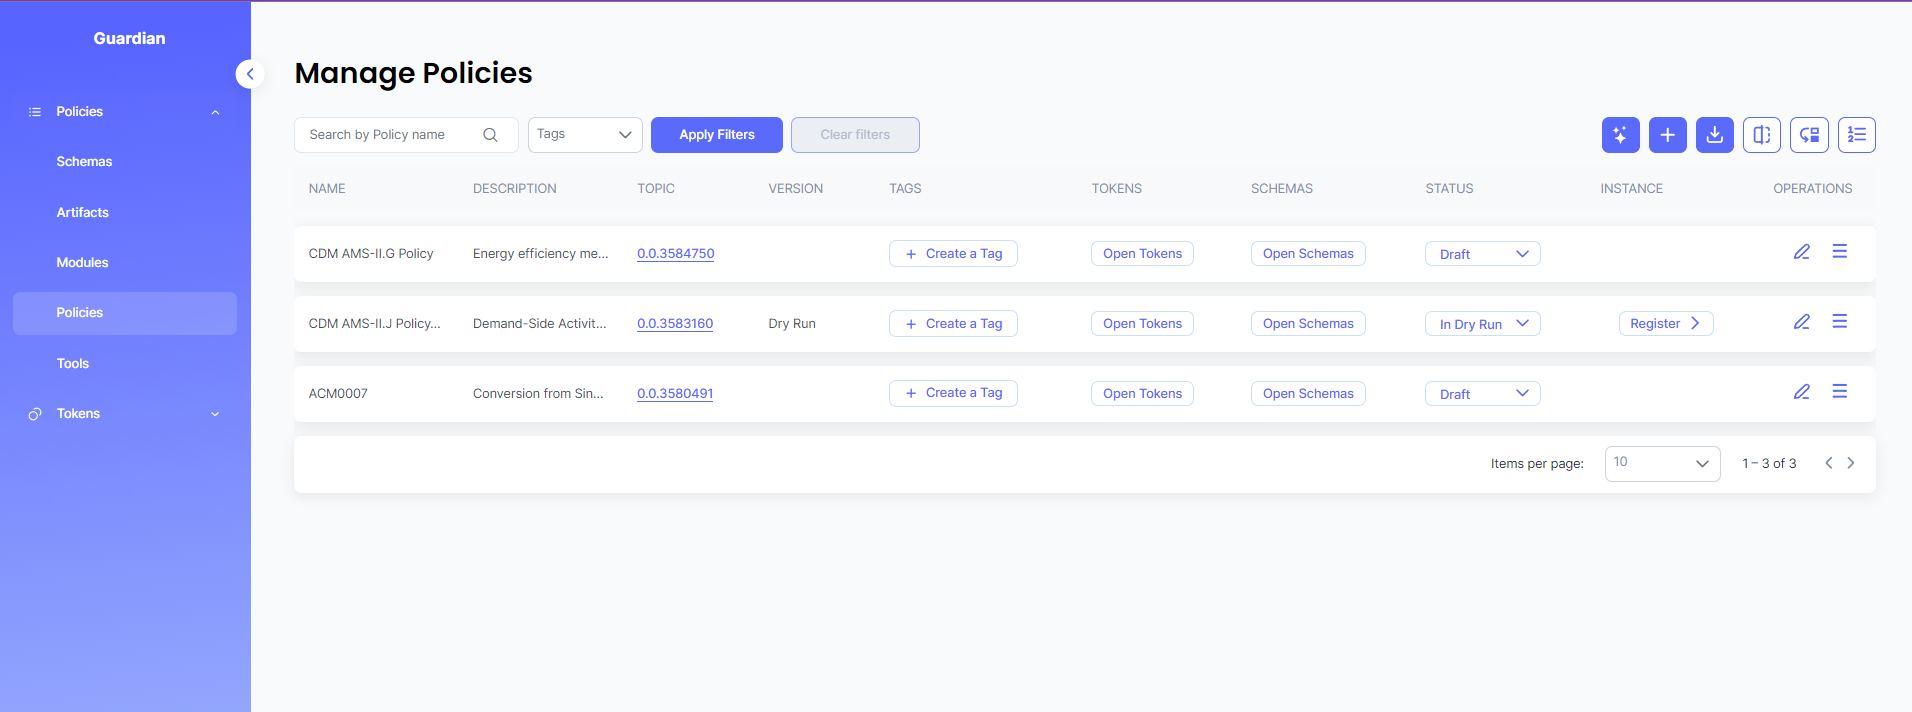 Guardian
Policies
Schemas
Artifacts
Modules
Policies
Tools
Tokens
Manage Policies
Search by Policy name Tags Apply Filters Clear filters
NAME DESCRIPTION TOPIC VERSION TAGS TOKENS SCHEMAS STATUS INSTANCE OPERATIONS
CDM AMS-II.G Policy Energy efficiency me... 0.0.3584750 + Create a Tag Open Tokens Open Schemas Draft
CDM AMS-II.J Policy... Demand-Side Activit... 0.0.3583160 Dry Run + Create a Tag Open Tokens Open Schemas In Dry Run Register
ACM0007 Conversion from Sin... 0.0.3580491 + Create a Tag Open Tokens Open Schemas Draft
Items per page: 10 1 – 3 of 3